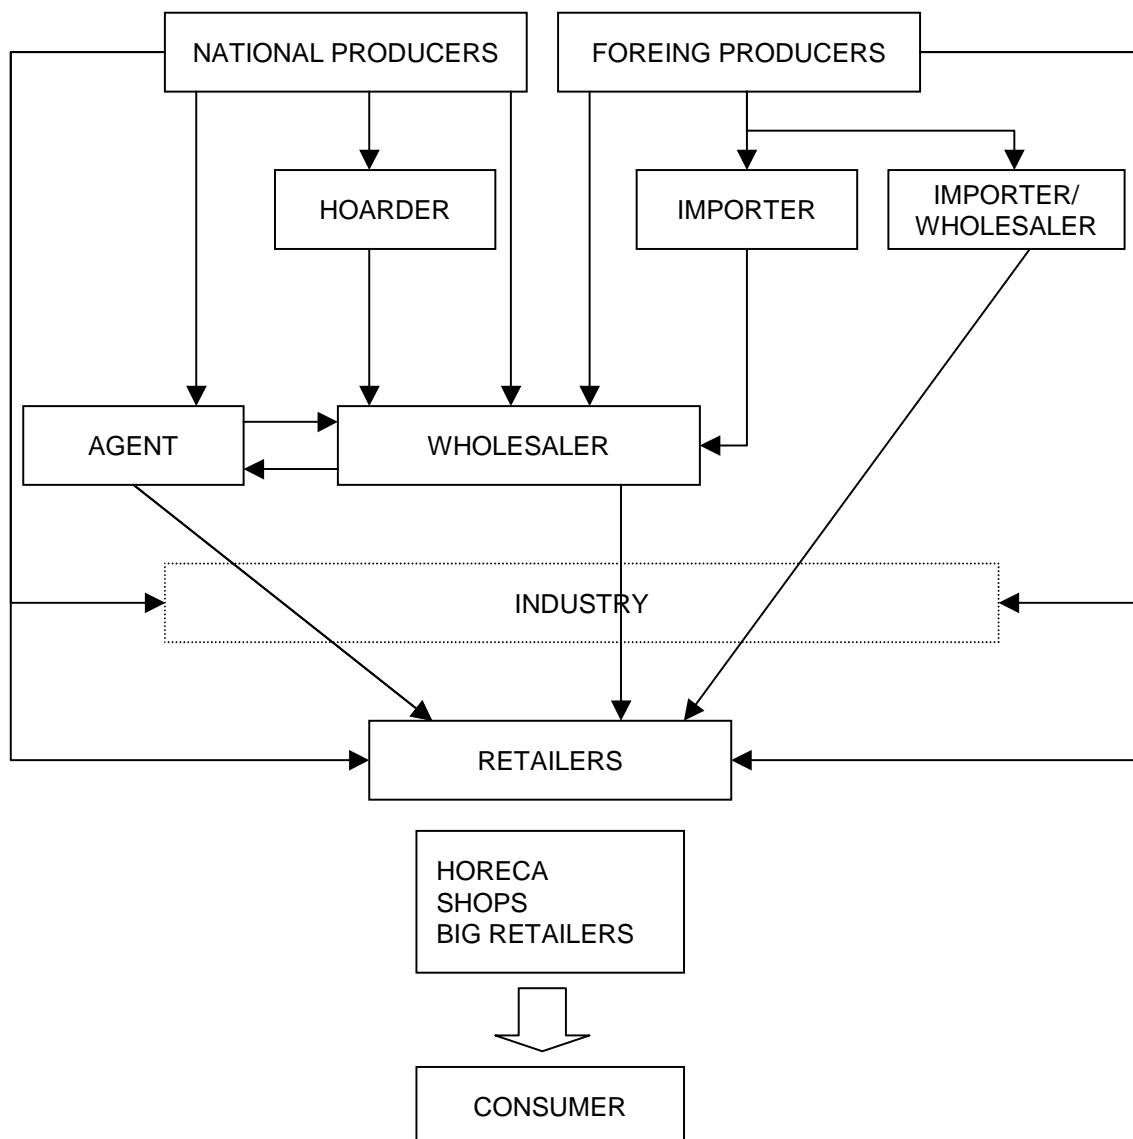 NATIONAL PRODUCERS
FOREING PRODUCERS
HOARDER
IMPORTER
IMPORTER/
WHOLESALER
AGENT
WHOLESALER
INDUSTRY
RETAILERS
HORECA
SHOPS
BIG RETAILERS
CONSUMER